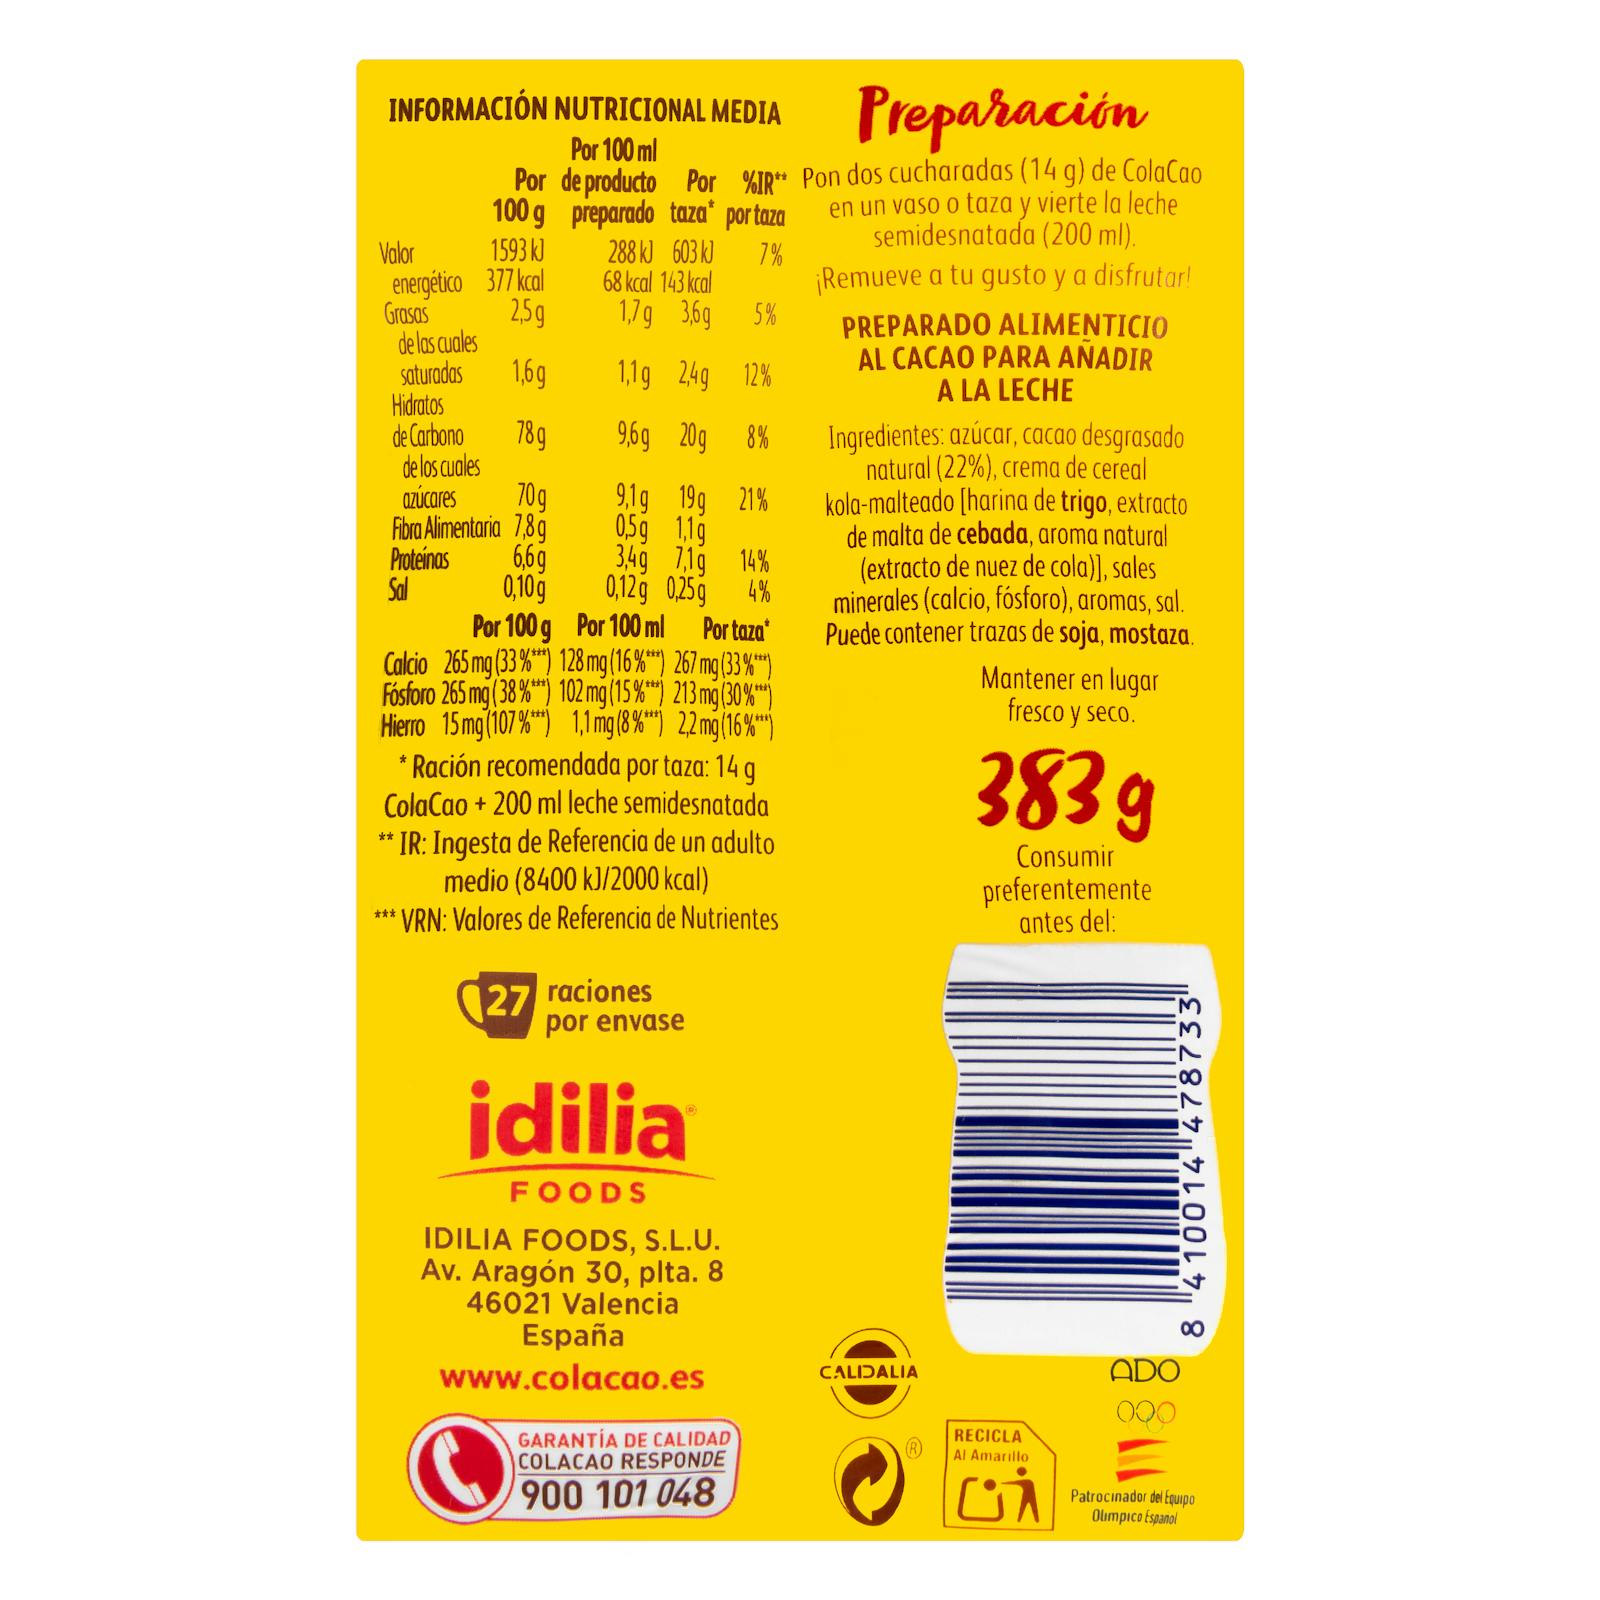 INFORMACIÓN NUTRICIONAL MEDIA
Por 100 g | Por 100 ml de producto preparado | Por taza* | %IR** por taza
Valor energético 1593 kJ 288 kJ 603 kJ 7%
377 kcal 68 kcal 143 kcal
Grasas 2,5 g 1,7 g 3,6 g 5%
de las cuales
saturadas 1,6 g 1,1 g 2,4 g 12%
Hidratos
de Carbono 78 g 9,6 g 20 g 8%
de los cuales
azúcares 70 g 9,1 g 19 g 21%
Fibra Alimentaria 7,8 g 0,5 g 1,1 g
Proteínas 6,6 g 3,4 g 7,1 g 14%
Sal 0,10 g 0,12 g 0,25 g 4%
Por 100 g Por 100 ml Por taza*
Calcio 265 mg (33%***) 128 mg (16%***) 267 mg (33%***)
Fósforo 265 mg (38%***) 102 mg (15%***) 213 mg (30%***)
Hierro 15 mg (107%***) 1,1 mg (8%***) 2,2 mg (16%***)
* Ración recomendada por taza: 14 g
ColaCao + 200 ml leche semidesnatada
** IR: Ingesta de Referencia de un adulto
medio (8400 kJ/2000 kcal)
*** VRN: Valores de Referencia de Nutrientes
27 raciones
por envase
idilia®
FOODS
IDILIA FOODS, S.L.U.
Av. Aragón 30, plta. 8
46021 Valencia
España
www.colacao.es
GARANTÍA DE CALIDAD
COLACAO RESPONDE
900 101 048
Preparación
Pon dos cucharadas (14 g) de ColaCao
en un vaso o taza y vierte la leche
semidesnatada (200 ml).
¡Remueve a tu gusto y a disfrutar!
PREPARADO ALIMENTICIO
AL CACAO PARA AÑADIR
A LA LECHE
Ingredientes: azúcar, cacao desgrasado
natural (22%), crema de cereal
kola-malteado [harina de trigo, extracto
de malta de cebada, aroma natural
(extracto de nuez de cola)], sales
minerales (calcio, fósforo), aromas, sal.
Puede contener trazas de soja, mostaza.
Mantener en lugar
fresco y seco.
383 g
Consumir
preferentemente
antes del:
8 410014 478733
CALIDALIA
®
RECICLA
Al Amarillo
ADO
Patrocinador del Equipo
Olímpico Español